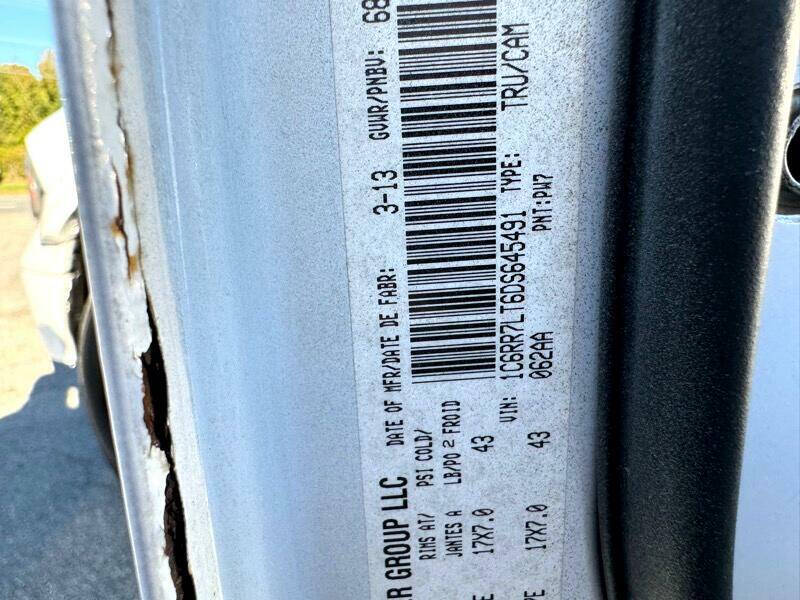 R GROUP LLC
DATE OF MFR/DATE DE FABR: 3-13 GVWR/PNBV: 68
RIMS AT/ PSI COLD/
JANTES A LB/PO 2 FROID
17X7.0 43
VIN: 1C6RR7LT6DS645491 TYPE: TRU/CAM
062AA PNT:PW7
17X7.0 43